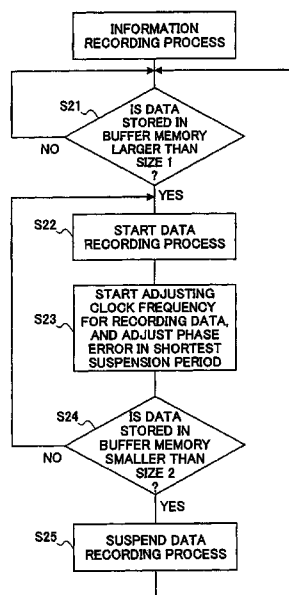 INFORMATION
RECORDING PROCESS
S21
IS DATA
STORED IN
BUFFER MEMORY
LARGER THAN
SIZE 1
?
NO
YES
S22
START DATA
RECORDING PROCESS
S23
START ADJUSTING
CLOCK FREQUENCY
FOR RECORDING DATA,
AND ADJUST PHASE
ERROR IN SHORTEST
SUSPENSION PERIOD
S24
IS DATA
STORED IN
BUFFER MEMORY
SMALLER THAN
SIZE 2
?
NO
YES
S25
SUSPEND DATA
RECORDING PROCESS